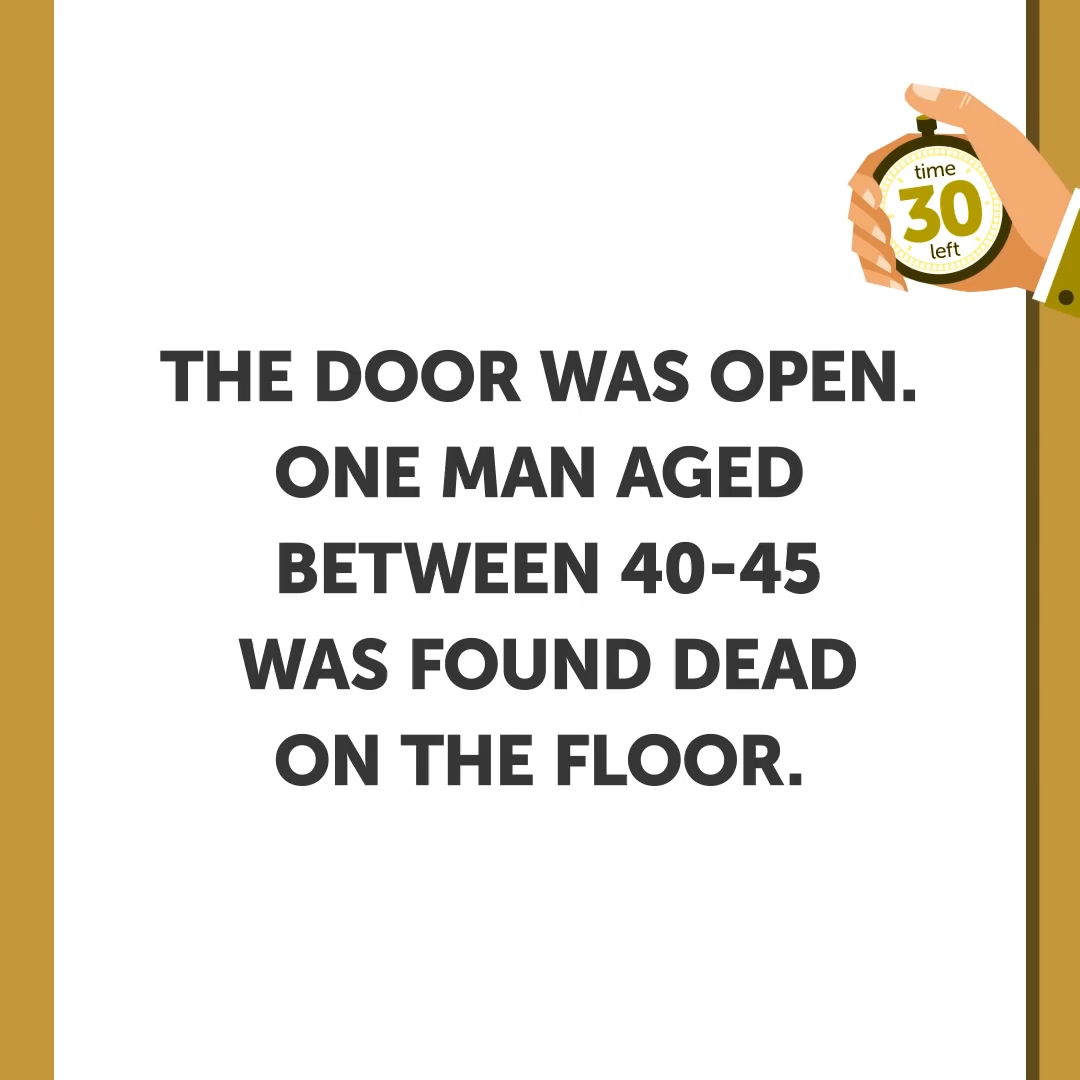 time
30
left
THE DOOR WAS OPEN.
ONE MAN AGED
BETWEEN 40-45
WAS FOUND DEAD
ON THE FLOOR.